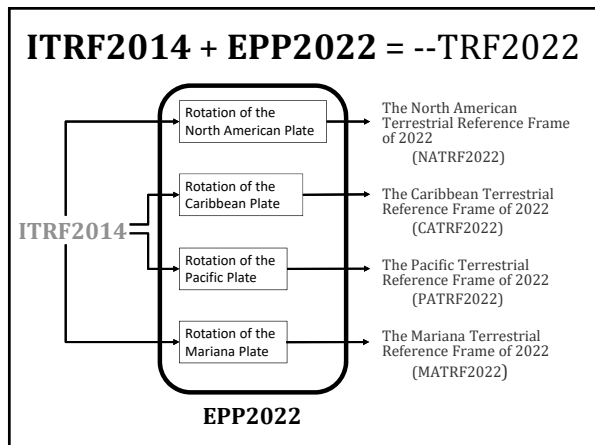 ITRF2014 + EPP2022 = --TRF2022
Rotation of the
North American Plate
The North American
Terrestrial Reference Frame
of 2022
(NATRF2022)
Rotation of the
Caribbean Plate
The Caribbean Terrestrial
Reference Frame of 2022
(CATRF2022)
ITRF2014
Rotation of the
Pacific Plate
The Pacific Terrestrial
Reference Frame of 2022
(PATRF2022)
Rotation of the
Mariana Plate
The Mariana Terrestrial
Reference Frame of 2022
(MATRF2022)
EPP2022